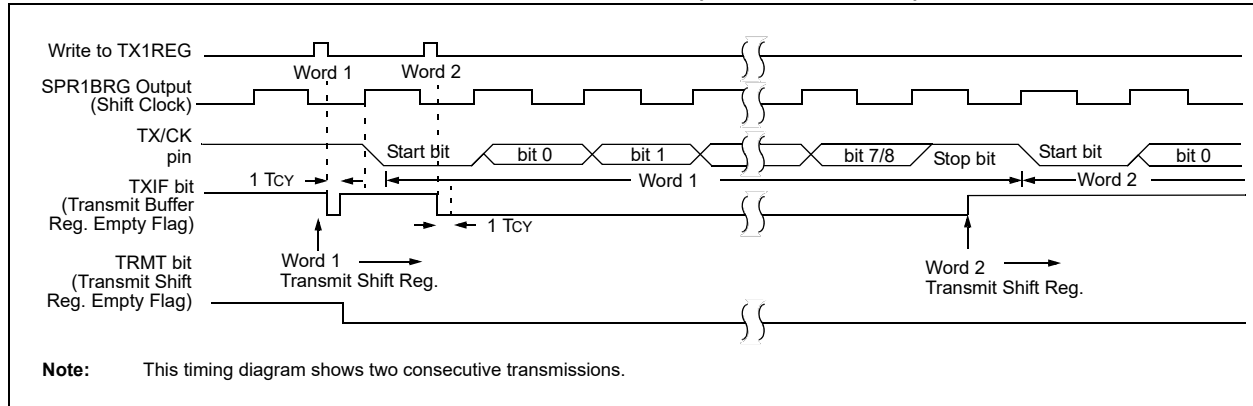 Write to TX1REG
Word 1
Word 2
SPR1BRG Output
(Shift Clock)
TX/CK
pin
Start bit
bit 0
bit 1
bit 7/8
Stop bit
Start bit
bit 0
1 TCY
Word 1
Word 2
TXIF bit
(Transmit Buffer
Reg. Empty Flag)
1 TCY
Word 1
Transmit Shift Reg.
Word 2
Transmit Shift Reg.
TRMT bit
(Transmit Shift
Reg. Empty Flag)
Note: This timing diagram shows two consecutive transmissions.